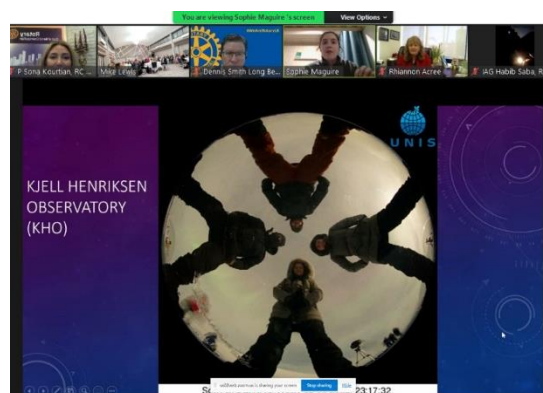 You are viewing Sophie Maguire 's screen
View Options
P Sona Kourtian, RC ...
Mike Lewis
Dennis Smith Long Be...
Sophie Maguire
Rhiannon Acree
IAG Habib Saba, R
UNIS
KJELL HENRIKSEN
OBSERVATORY
(KHO)
is sharing your screen
Stop sharing
Hide
23:17:32